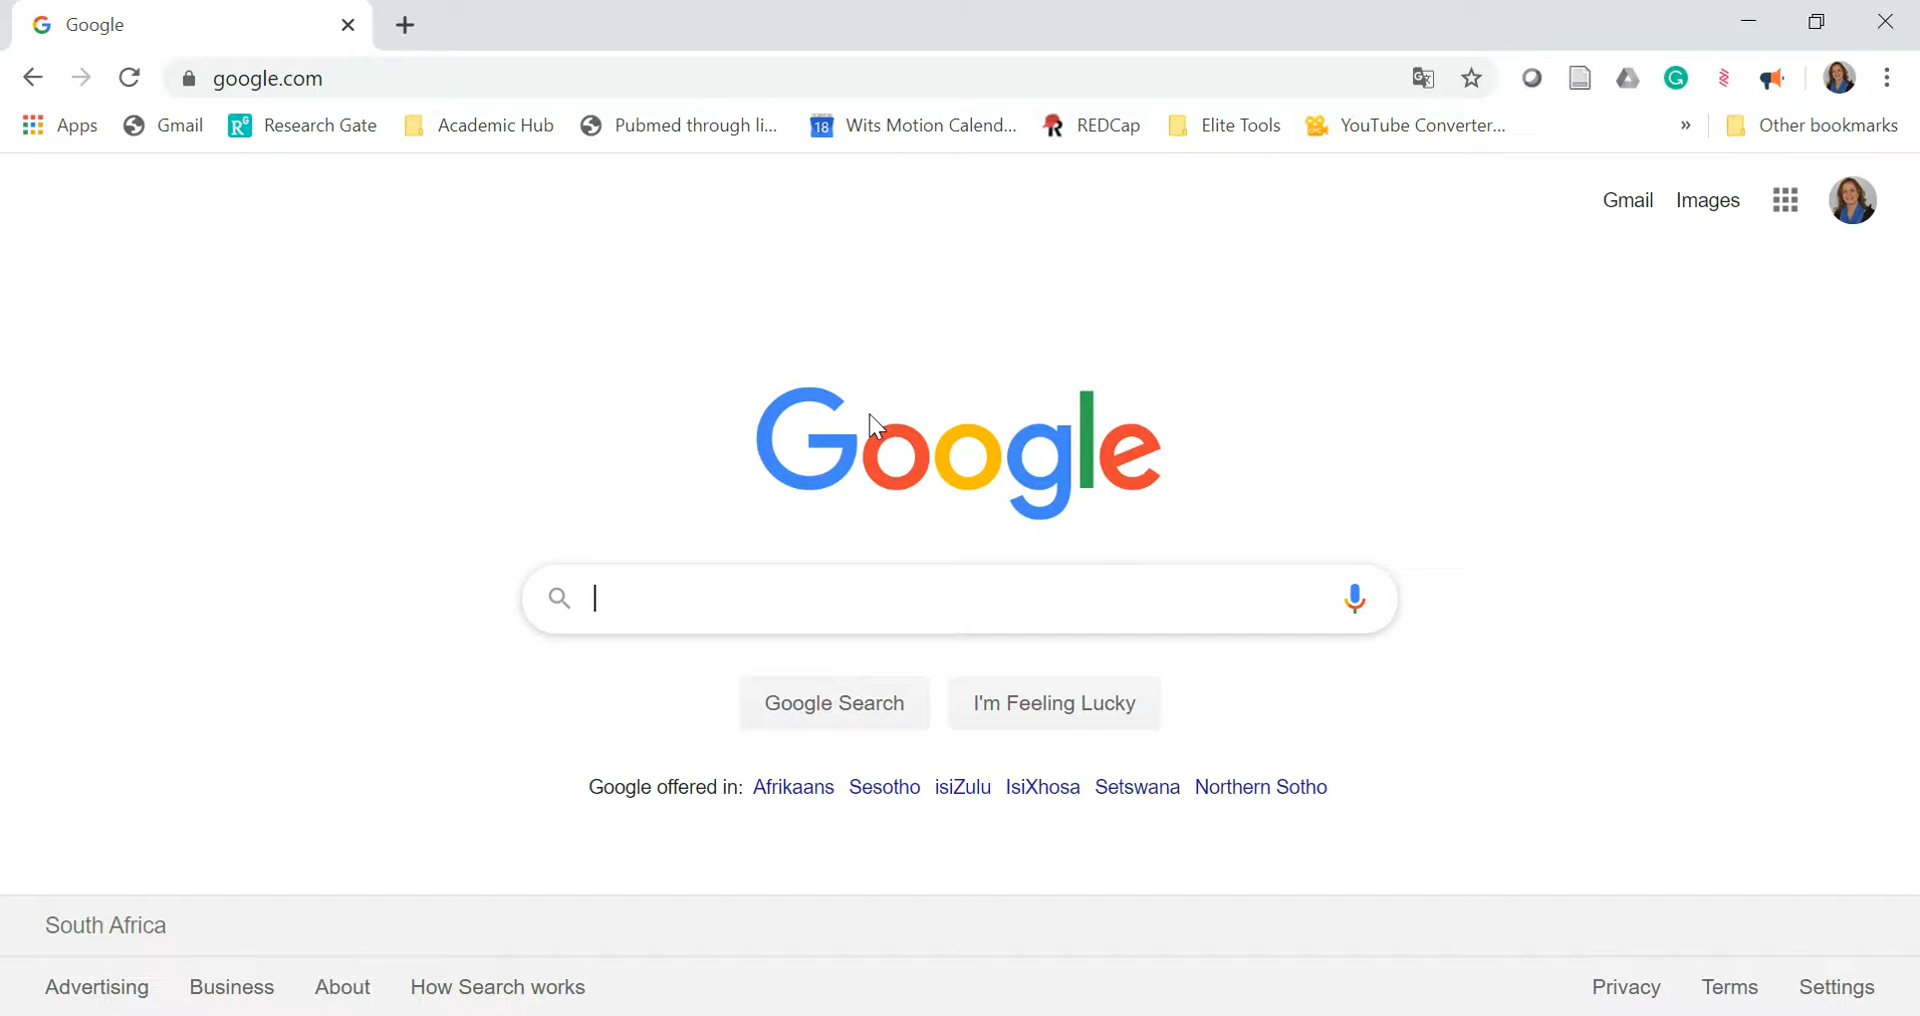 Google
google.com
Apps Gmail Research Gate Academic Hub Pubmed through li... 18 Wits Motion Calend... REDCap Elite Tools YouTube Converter... » Other bookmarks
Gmail Images
Google
Google Search I'm Feeling Lucky
Google offered in: Afrikaans Sesotho isiZulu IsiXhosa Setswana Northern Sotho
South Africa
Advertising Business About How Search works Privacy Terms Settings